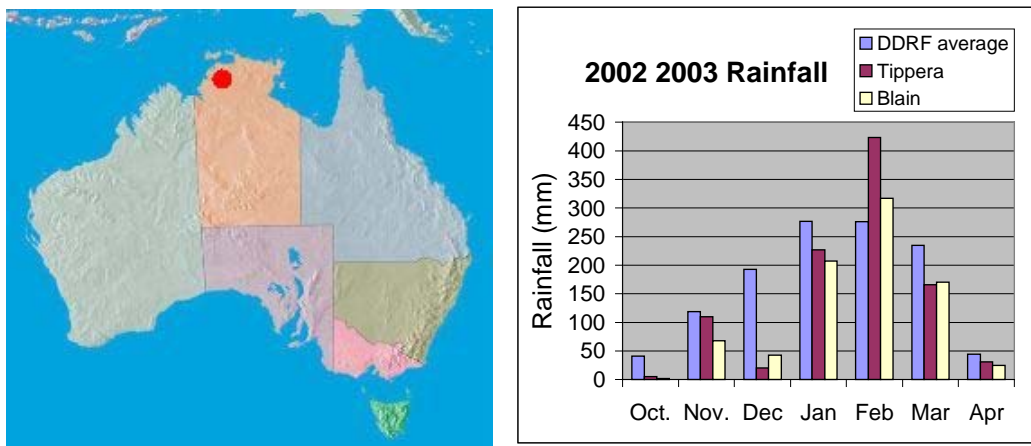 2002 2003 Rainfall
DDRF average
Tippera
Blain
Rainfall (mm)
450
400
350
300
250
200
150
100
50
0
Oct. Nov. Dec Jan Feb Mar Apr